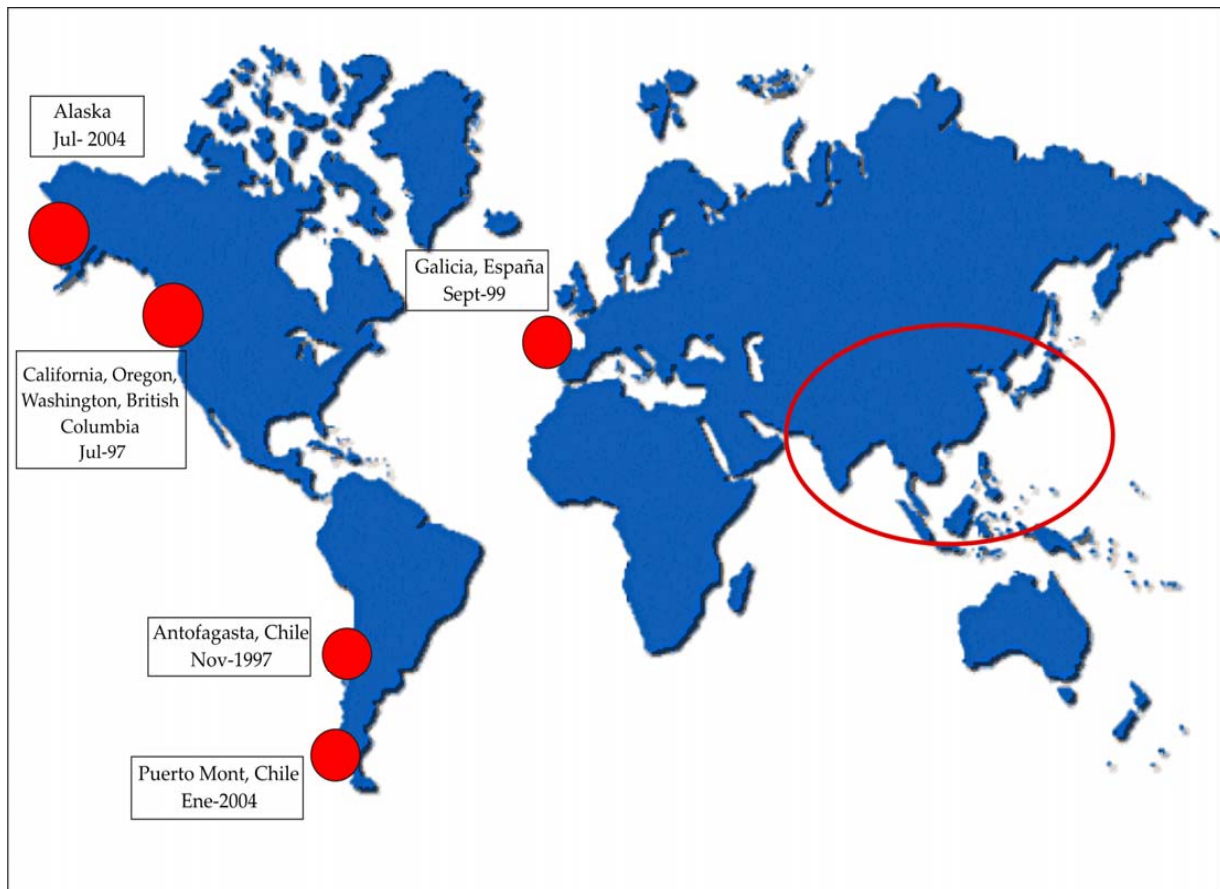 Alaska
Jul- 2004
Galicia, España
Sept-99
California, Oregon,
Washington, British
Columbia
Jul-97
Antofagasta, Chile
Nov-1997
Puerto Mont, Chile
Ene-2004